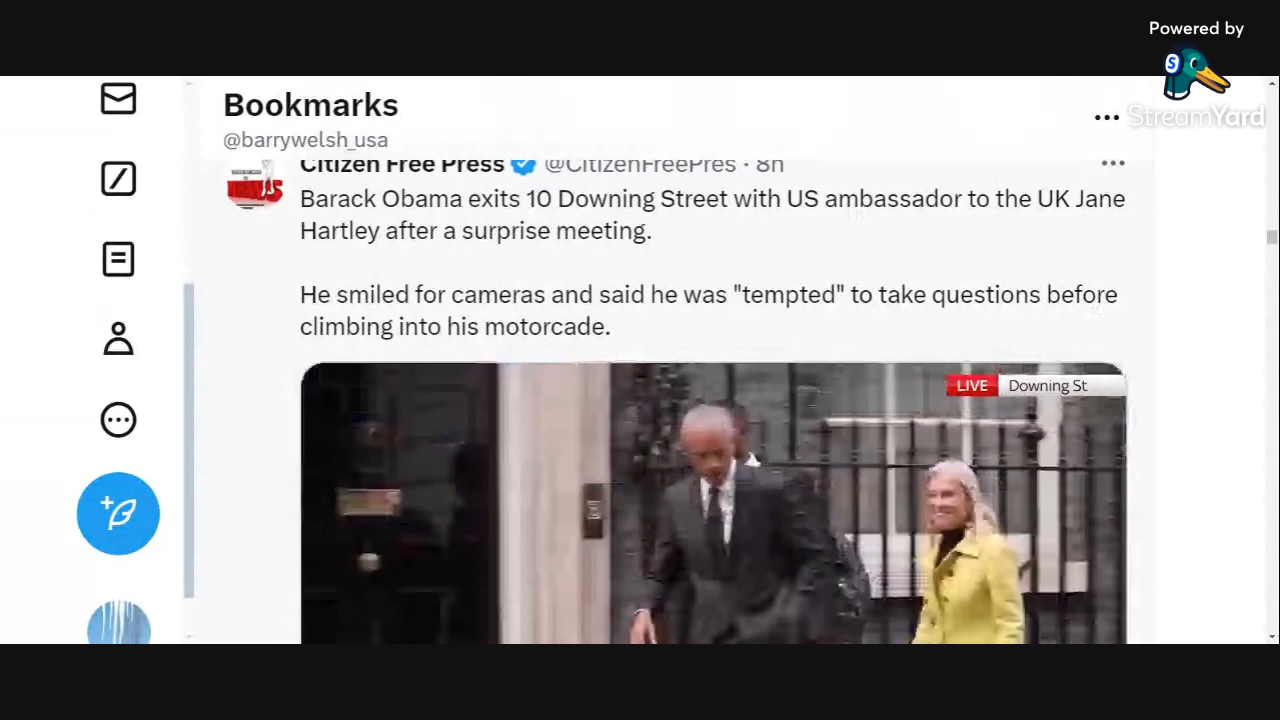 Powered by
StreamYard
Bookmarks
@barrywelsh_usa
Citizen Free Press @CitizenFreePres · 8h
Barack Obama exits 10 Downing Street with US ambassador to the UK Jane
Hartley after a surprise meeting.
He smiled for cameras and said he was "tempted" to take questions before
climbing into his motorcade.
LIVE Downing St